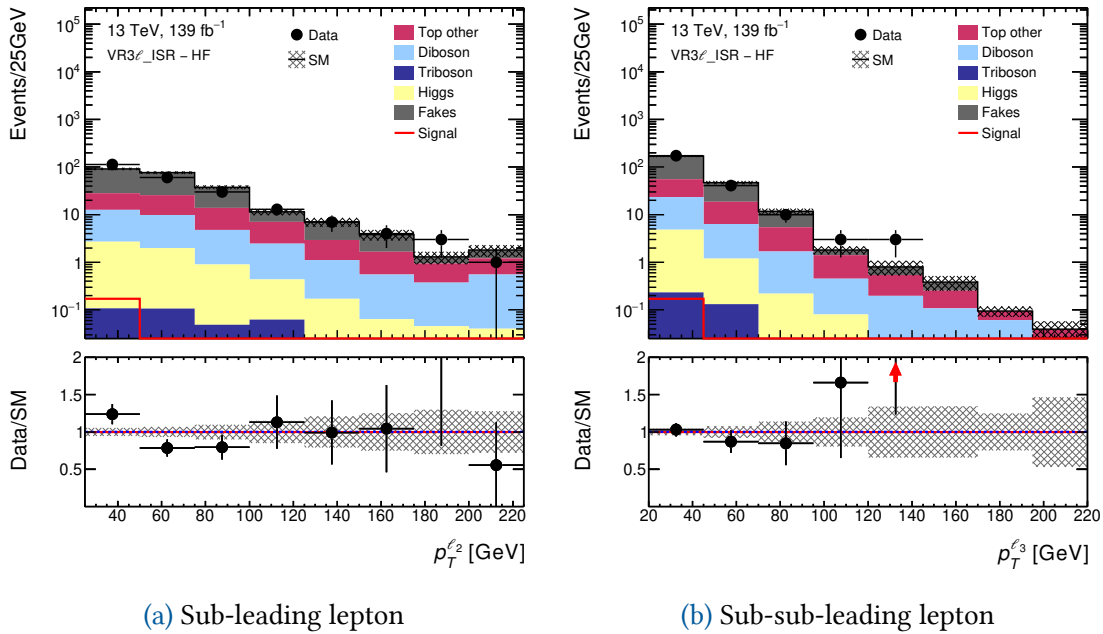 Events/25GeV
10⁵
10⁴
10³
10²
10
1
10⁻¹
13 TeV, 139 fb⁻¹
VR3ℓ_ISR − HF
Data
SM
Top other
Diboson
Triboson
Higgs
Fakes
Signal
Data/SM
2
1.5
1
0.5
40 60 80 100 120 140 160 180 200 220
p_T^{ℓ₂} [GeV]
(a) Sub-leading lepton
Events/25GeV
10⁵
10⁴
10³
10²
10
1
10⁻¹
13 TeV, 139 fb⁻¹
VR3ℓ_ISR − HF
Data
SM
Top other
Diboson
Triboson
Higgs
Fakes
Signal
Data/SM
2
1.5
1
0.5
20 40 60 80 100 120 140 160 180 200 220
p_T^{ℓ₃} [GeV]
(b) Sub-sub-leading lepton